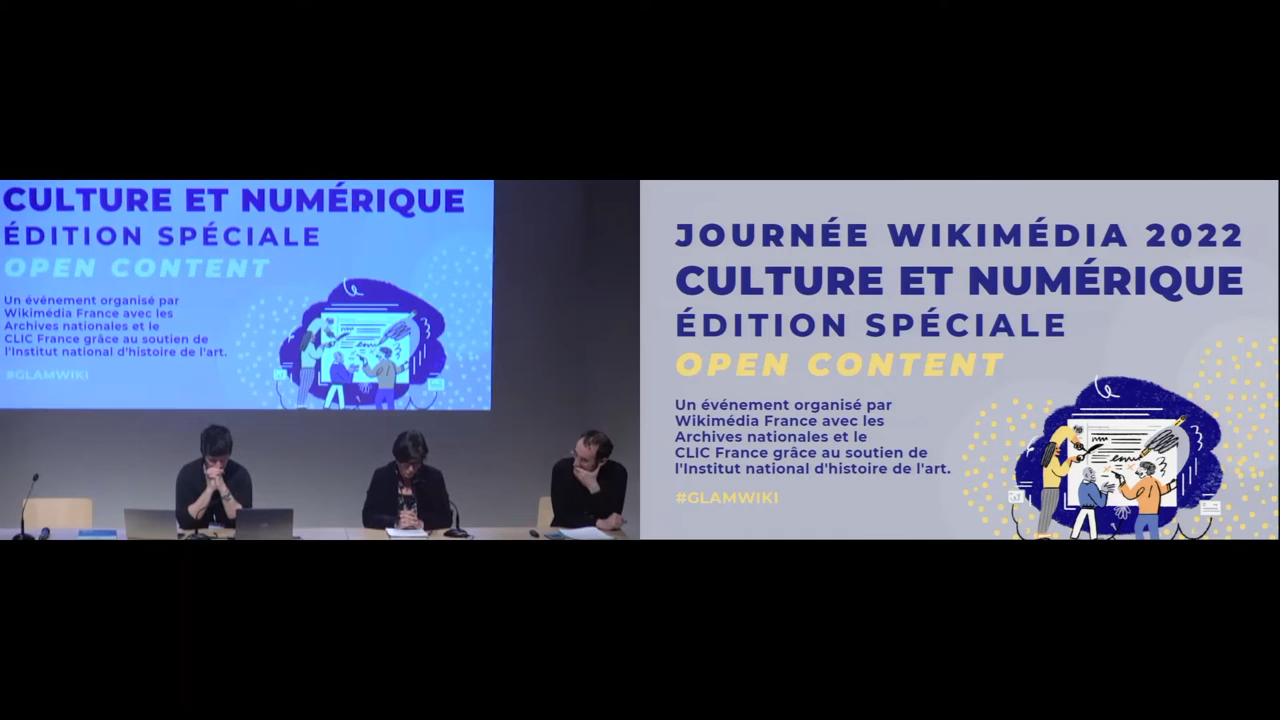 CULTURE ET NUMÉRIQUE
ÉDITION SPÉCIALE
OPEN CONTENT
Un événement organisé par
Wikimédia France avec les
Archives nationales et le
CLIC France grâce au soutien de
l'Institut national d'histoire de l'art.
#GLAMWIKI
JOURNÉE WIKIMÉDIA 2022
CULTURE ET NUMÉRIQUE
ÉDITION SPÉCIALE
OPEN CONTENT
Un événement organisé par
Wikimédia France avec les
Archives nationales et le
CLIC France grâce au soutien de
l'Institut national d'histoire de l'art.
#GLAMWIKI